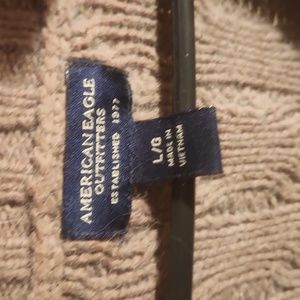 AMERICAN EAGLE
OUTFITTERS
ESTABLISHED 1977
L/G
MADE IN
VIETNAM